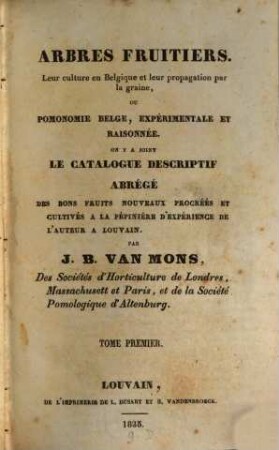 ARBRES FRUITIERS.
Leur culture en Belgique et leur propagation par
la graine,
OU
POMONOMIE BELGE, EXPÉRIMENTALE ET
RAISONNÉE.
ON Y A JOINT
LE CATALOGUE DESCRIPTIF
ABRÉGÉ
DES BONS FRUITS NOUVEAUX PROCRÉÉS ET
CULTIVÉS A LA PÉPINIÈRE D'EXPÉRIENCE DE
L'AUTEUR A LOUVAIN.
PAR
J. B. VAN MONS,
Des Sociétés d'Horticulture de Londres,
Massachusett et Paris, et de la Société
Pomologique d'Altenburg.
TOME PREMIER.
LOUVAIN,
DE L'IMPRIMERIE DE L. DUSART ET H. VANDENBROECK.
1835.